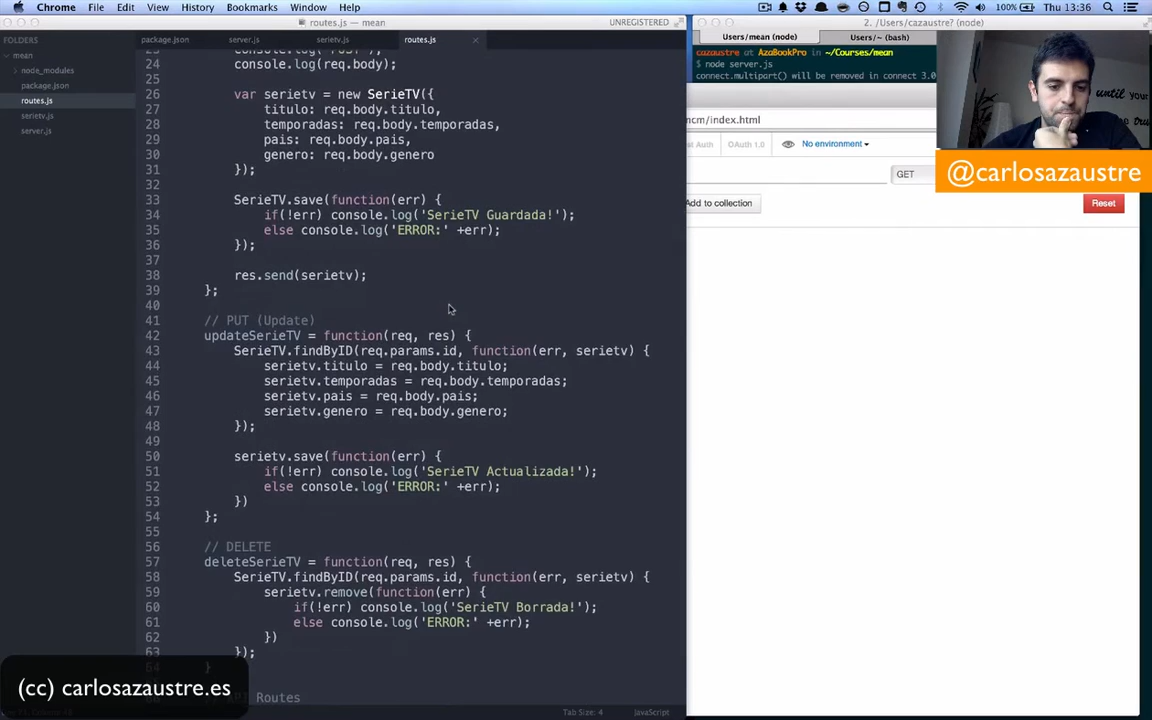 Chrome File Edit View History Bookmarks Window Help
100% Thu 13:36
routes.js — mean
UNREGISTERED
2. /Users/cazaustre/ (node)
FOLDERS
mean
node_modules
package.json
routes.js
serietv.js
server.js
package.json server.js serietv.js routes.js
24 console.log(req.body);
25
26 var serietv = new SerieTV({
27 titulo: req.body.titulo,
28 temporadas: req.body.temporadas,
29 pais: req.body.pais,
30 genero: req.body.genero
31 });
32
33 SerieTV.save(function(err) {
34 if(!err) console.log('SerieTV Guardada!');
35 else console.log('ERROR:' +err);
36 });
37
38 res.send(serietv);
39 };
40
41 // PUT (Update)
42 updateSerieTV = function(req, res) {
43 SerieTV.findByID(req.params.id, function(err, serietv) {
44 serietv.titulo = req.body.titulo;
45 serietv.temporadas = req.body.temporadas;
46 serietv.pais = req.body.pais;
47 serietv.genero = req.body.genero;
48 });
49
50 serietv.save(function(err) {
51 if(!err) console.log('SerieTV Actualizada!');
52 else console.log('ERROR:' +err);
53 })
54 };
55
56 // DELETE
57 deleteSerieTV = function(req, res) {
58 SerieTV.findByID(req.params.id, function(err, serietv) {
59 serietv.remove(function(err) {
60 if(!err) console.log('SerieTV Borrada!');
61 else console.log('ERROR:' +err);
62 })
63 });
64 }
Routes
Tab Size: 4 JavaScript
Users/mean (node) Users/~ (bash)
cazaustre at AzaBookPro in ~/Courses/mean
$ node server.js
connect.multipart() will be removed in connect 3.0
ncm/index.html
OAuth 1.0 No environment
GET
Add to collection
Reset
until your
@carlosazaustre
(cc) carlosazaustre.es